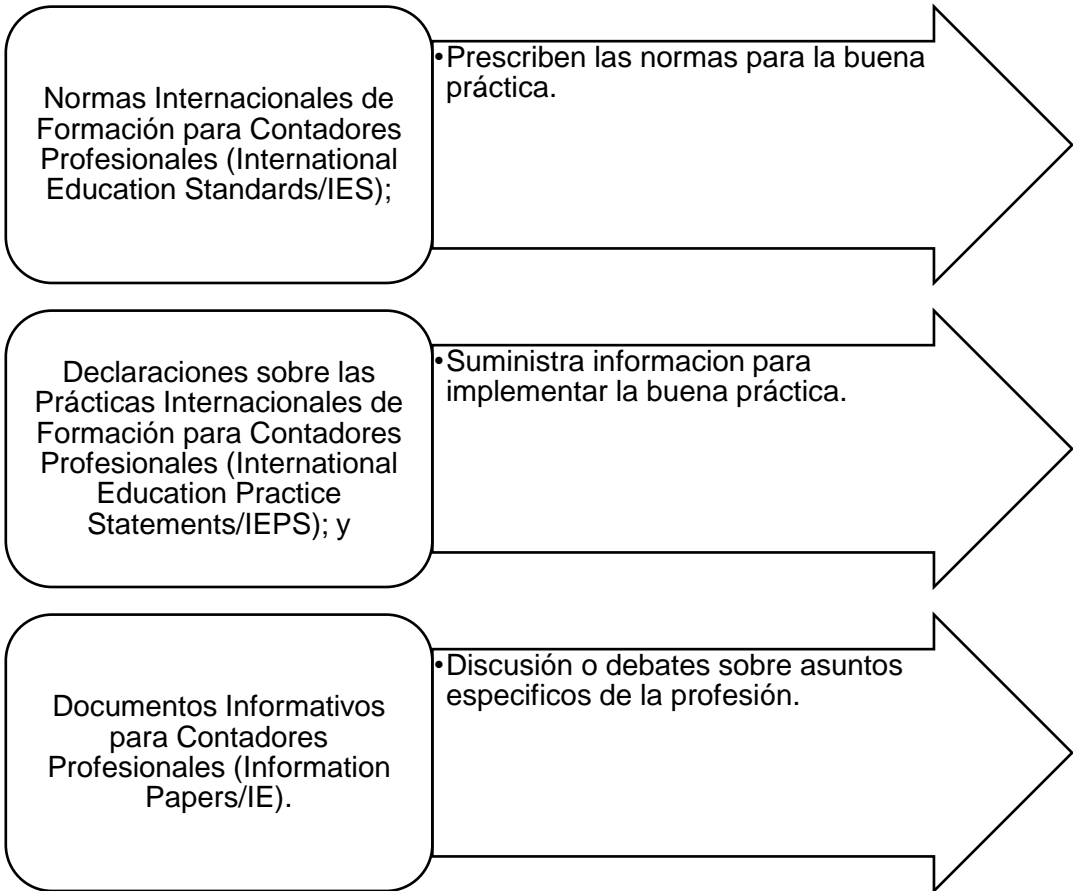 Normas Internacionales de
Formación para Contadores
Profesionales (International
Education Standards/IES);
•Prescriben las normas para la buena
práctica.
Declaraciones sobre las
Prácticas Internacionales de
Formación para Contadores
Profesionales (International
Education Practice
Statements/IEPS); y
•Suministra informacion para
implementar la buena práctica.
Documentos Informativos
para Contadores
Profesionales (Information
Papers/IE).
•Discusión o debates sobre asuntos
especificos de la profesión.